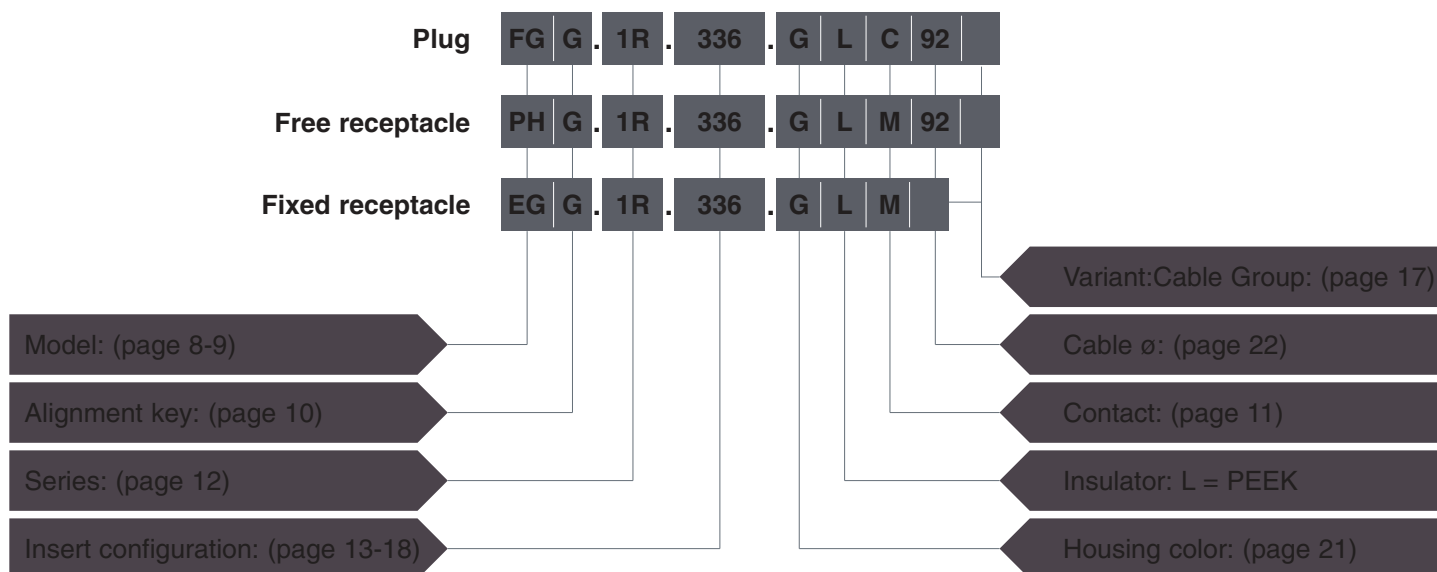 Plug FG G . 1R . 336 . G L C 92
Free receptacle PH G . 1R . 336 . G L M 92
Fixed receptacle EG G . 1R . 336 . G L M
Variant:Cable Group: (page 17)
Model: (page 8-9)
Cable ø: (page 22)
Alignment key: (page 10)
Contact: (page 11)
Series: (page 12)
Insulator: L = PEEK
Insert configuration: (page 13-18)
Housing color: (page 21)